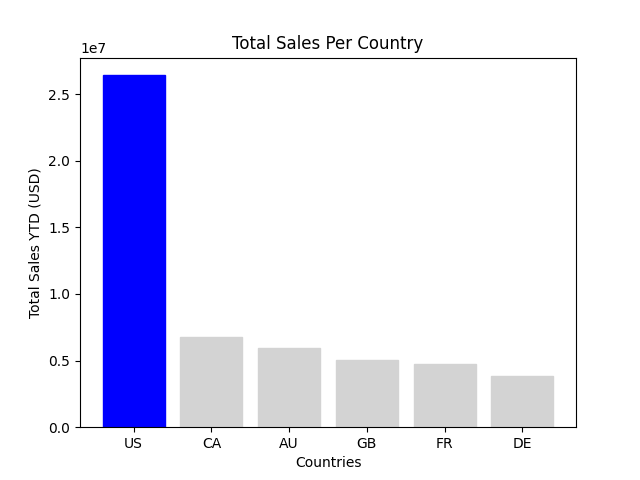 Total Sales Per Country
1e7
Total Sales YTD (USD)
2.5
2.0
1.5
1.0
0.5
0.0
US CA AU GB FR DE
Countries